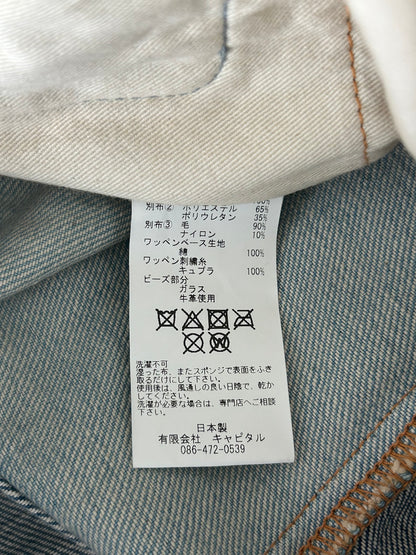 100%
別布② ポリエステル 65%
ポリウレタン 35%
別布③ 毛 90%
ナイロン 10%
ワッペンベース生地
綿 100%
ワッペン刺繍糸
キュプラ 100%
ビーズ部分
ガラス
牛革使用
洗濯不可
湿った布、またスポンジで表面をふき
取るだけにして下さい。
使用後は、風通しの良い日陰で、乾か
してください。
洗濯が必要な場合は、専門店へご相談
下さい。
日本製
有限会社 キャピタル
086-472-0539